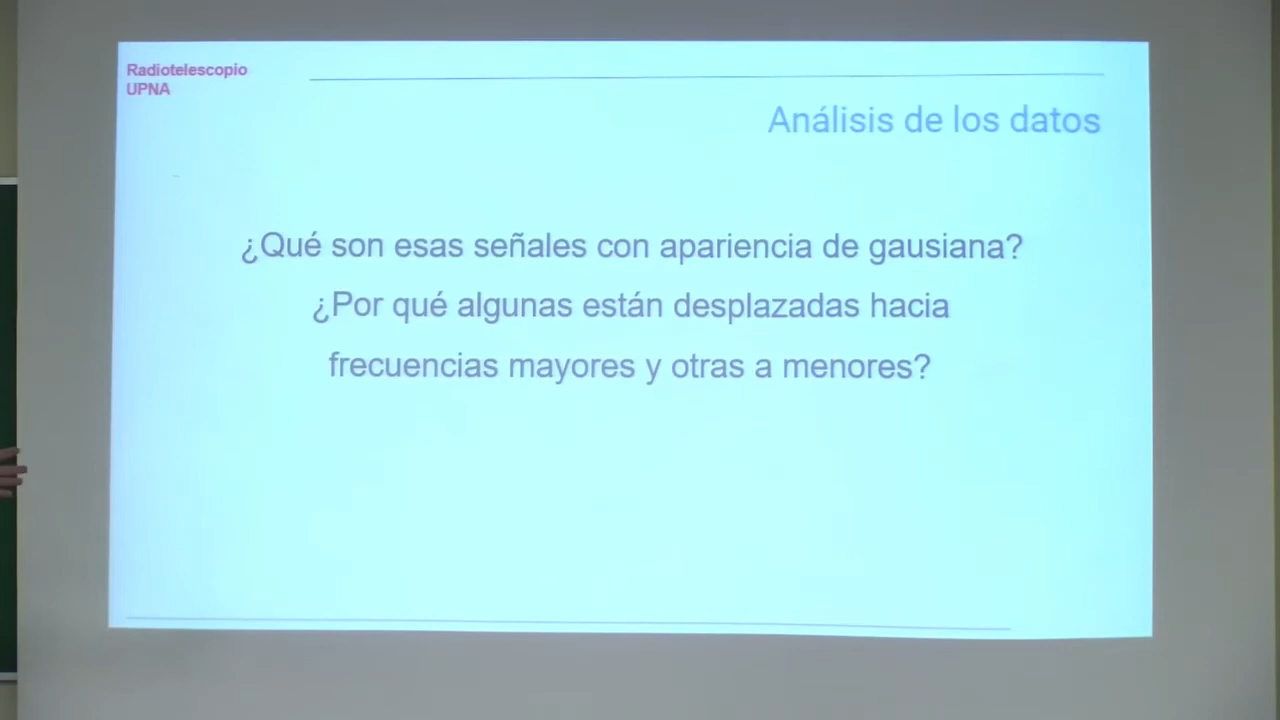 Radiotelescopio
UPNA
Análisis de los datos
¿Qué son esas señales con apariencia de gausiana?
¿Por qué algunas están desplazadas hacia
frecuencias mayores y otras a menores?